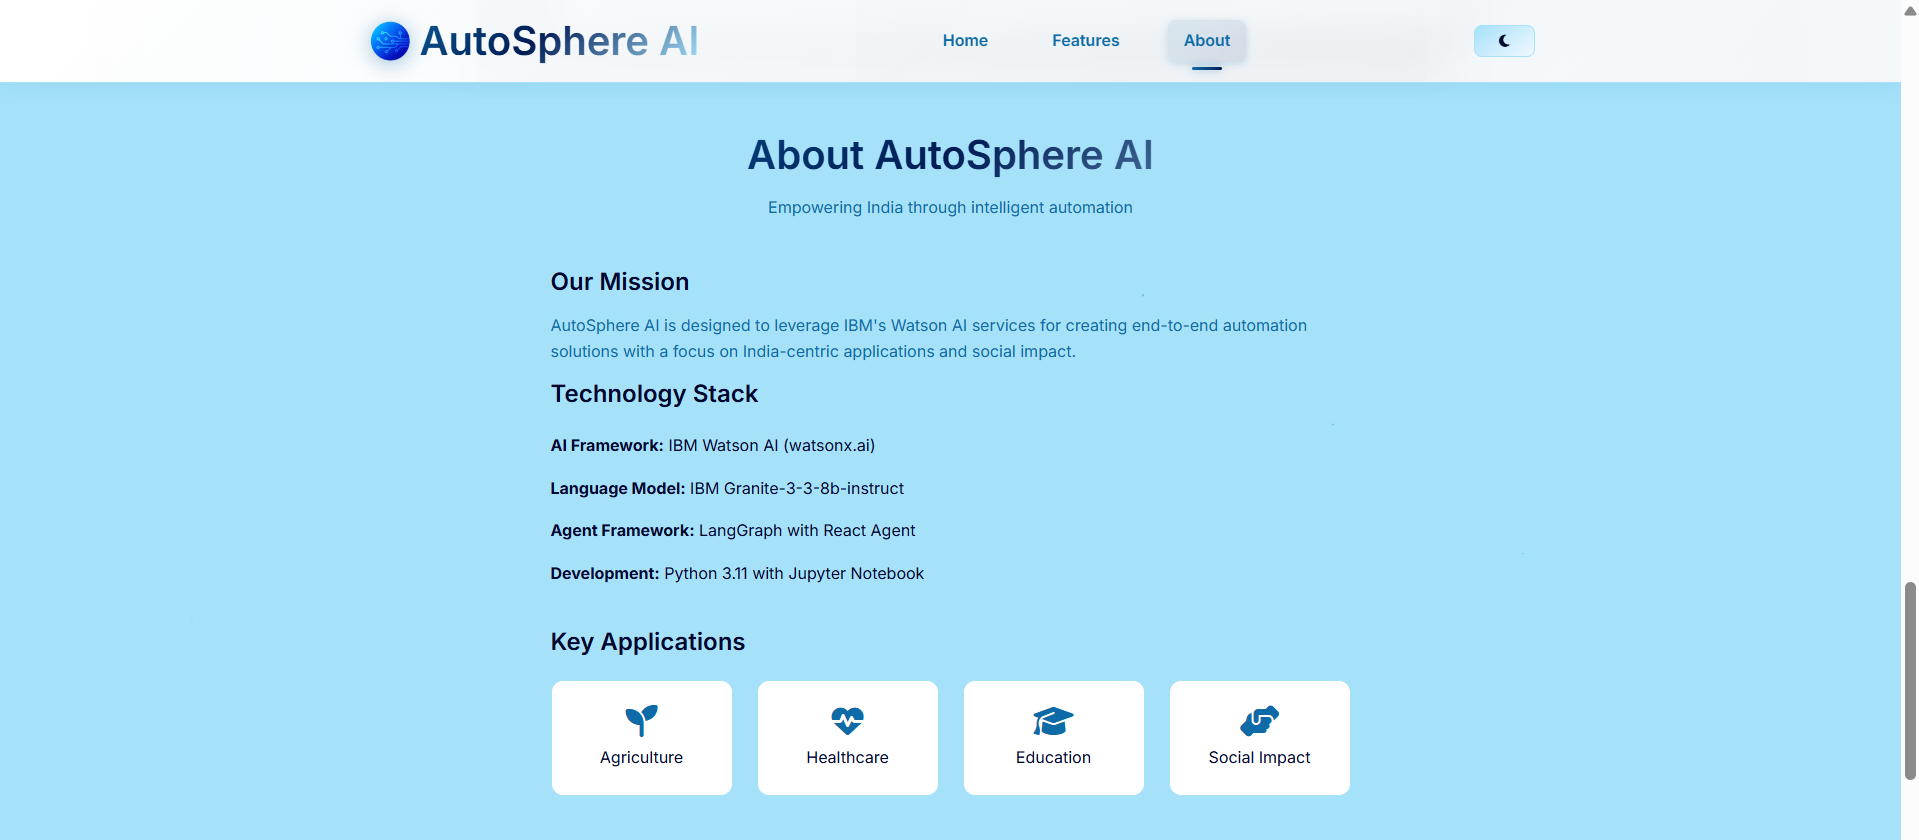 AutoSphere AI
Home
Features
About
About AutoSphere AI
Empowering India through intelligent automation
Our Mission
AutoSphere AI is designed to leverage IBM's Watson AI services for creating end-to-end automation
solutions with a focus on India-centric applications and social impact.
Technology Stack
AI Framework: IBM Watson AI (watsonx.ai)
Language Model: IBM Granite-3-3-8b-instruct
Agent Framework: LangGraph with React Agent
Development: Python 3.11 with Jupyter Notebook
Key Applications
Agriculture
Healthcare
Education
Social Impact